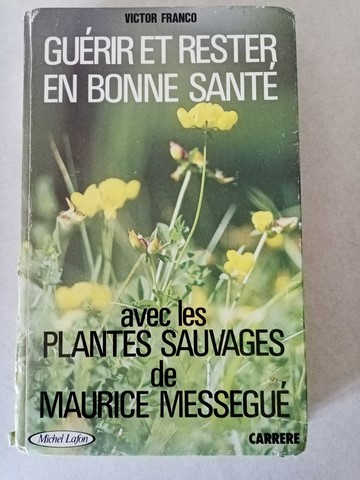 VICTOR FRANCO
GUÉRIR ET RESTER
EN BONNE SANTÉ
avec les
PLANTES SAUVAGES
de
MAURICE MESSEGUÉ
Michel Lafon
CARRERE